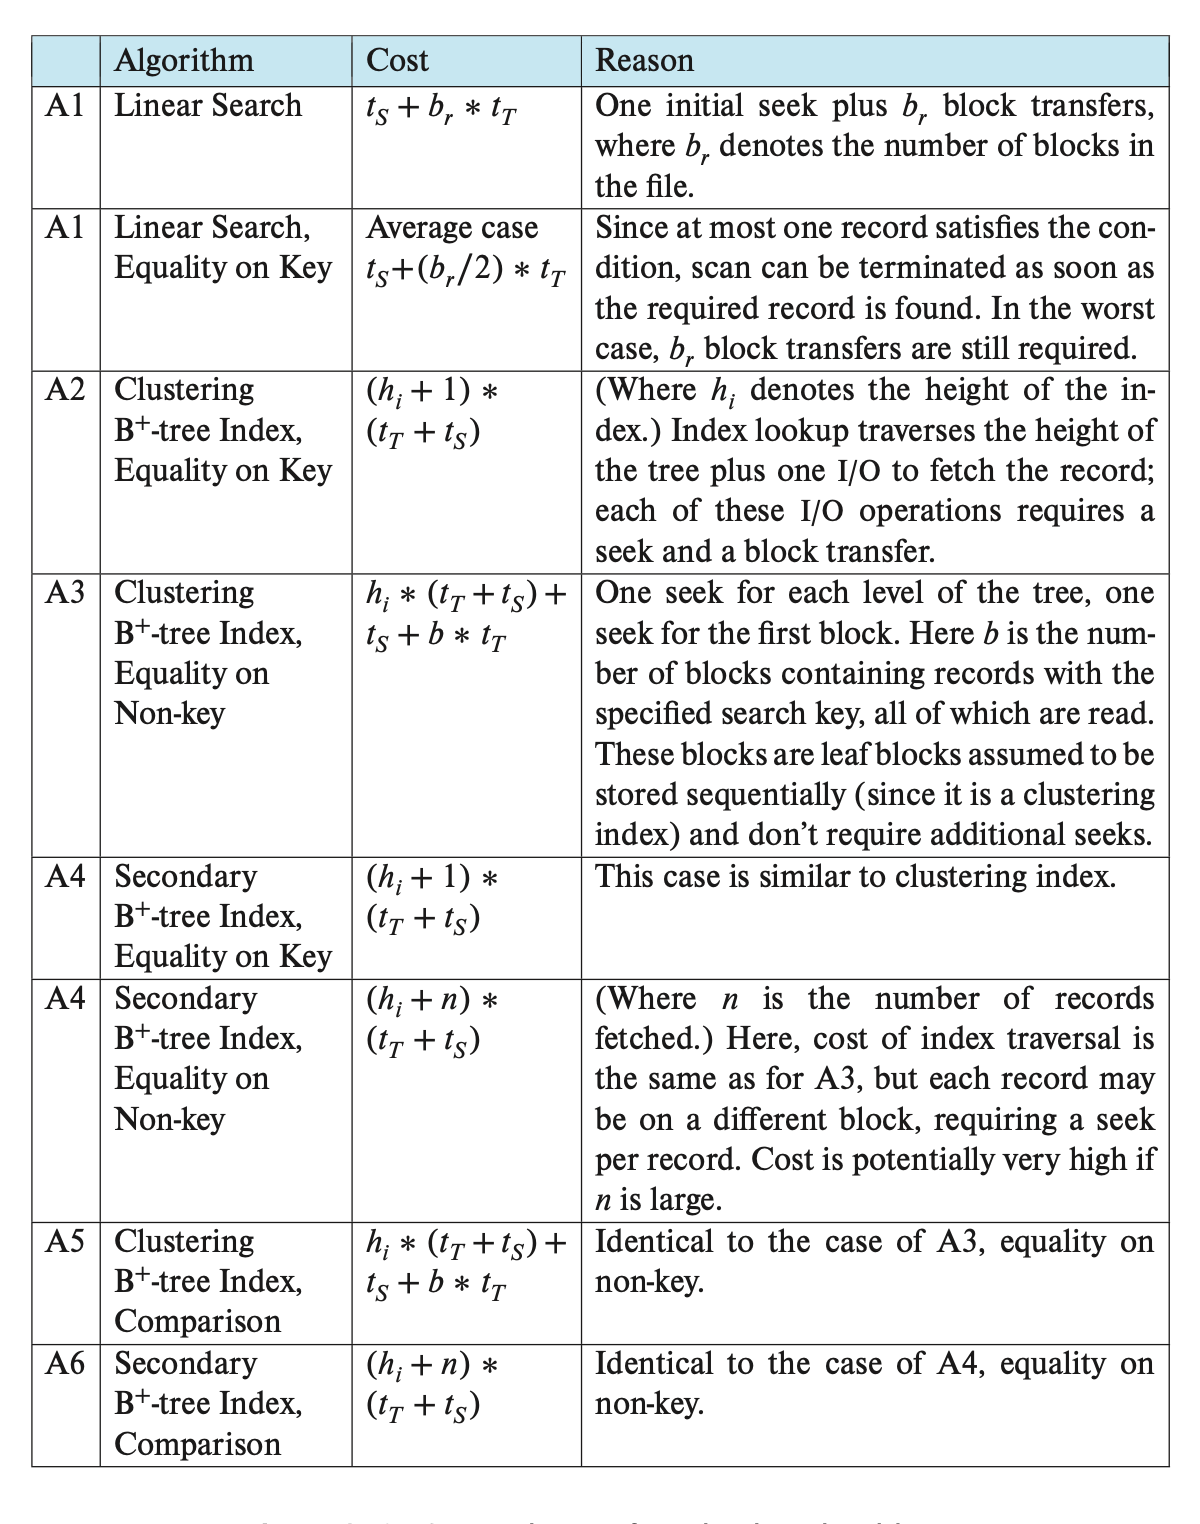 Algorithm Cost Reason
A1 Linear Search t_S + b_r * t_T One initial seek plus b_r block transfers,
where b_r denotes the number of blocks in
the file.
A1 Linear Search, Average case Since at most one record satisfies the con-
Equality on Key t_S+(b_r/2) * t_T dition, scan can be terminated as soon as
the required record is found. In the worst
case, b_r block transfers are still required.
A2 Clustering (h_i + 1) * (Where h_i denotes the height of the in-
B⁺-tree Index, (t_T + t_S) dex.) Index lookup traverses the height of
Equality on Key the tree plus one I/O to fetch the record;
each of these I/O operations requires a
seek and a block transfer.
A3 Clustering h_i * (t_T + t_S) + One seek for each level of the tree, one
B⁺-tree Index, t_S + b * t_T seek for the first block. Here b is the num-
Equality on ber of blocks containing records with the
Non-key specified search key, all of which are read.
These blocks are leaf blocks assumed to be
stored sequentially (since it is a clustering
index) and don’t require additional seeks.
A4 Secondary (h_i + 1) * This case is similar to clustering index.
B⁺-tree Index, (t_T + t_S)
Equality on Key
A4 Secondary (h_i + n) * (Where n is the number of records
B⁺-tree Index, (t_T + t_S) fetched.) Here, cost of index traversal is
Equality on the same as for A3, but each record may
Non-key be on a different block, requiring a seek
per record. Cost is potentially very high if
n is large.
A5 Clustering h_i * (t_T + t_S) + Identical to the case of A3, equality on
B⁺-tree Index, t_S + b * t_T non-key.
Comparison
A6 Secondary (h_i + n) * Identical to the case of A4, equality on
B⁺-tree Index, (t_T + t_S) non-key.
Comparison